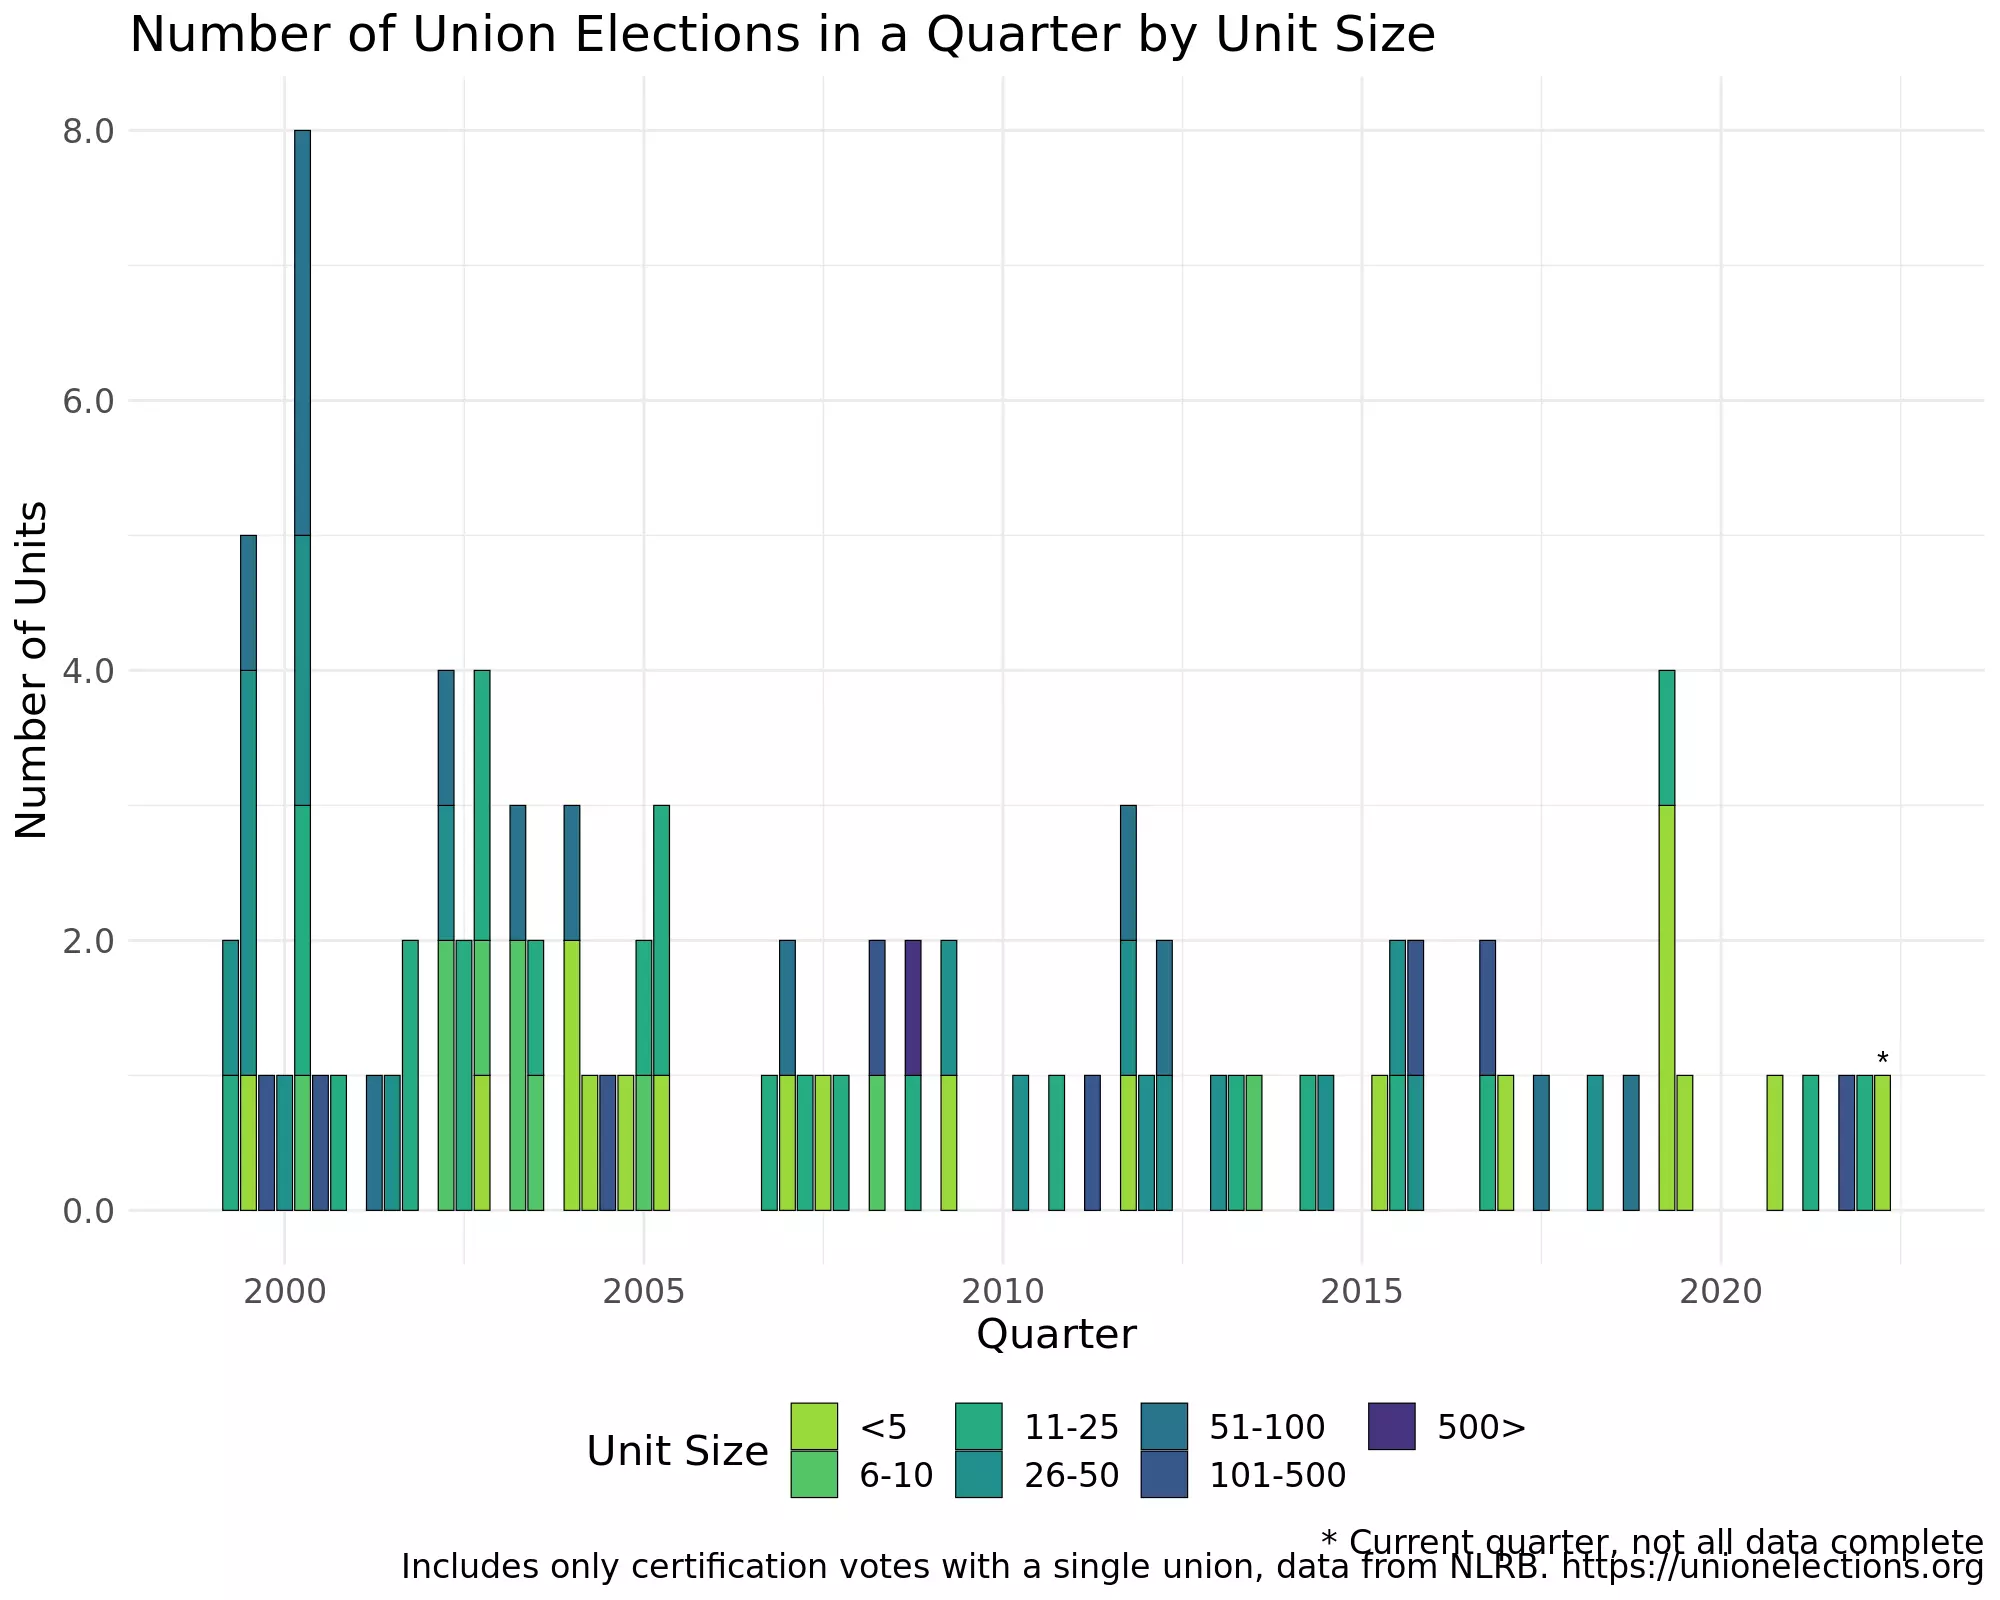 Number of Union Elections in a Quarter by Unit Size
8.0
6.0
4.0
2.0
0.0
Number of Units
*
2000 2005 2010 2015 2020
Quarter
Unit Size
<5 11-25 51-100 500>
6-10 26-50 101-500
* Current quarter, not all data complete
Includes only certification votes with a single union, data from NLRB. https://unionelections.org